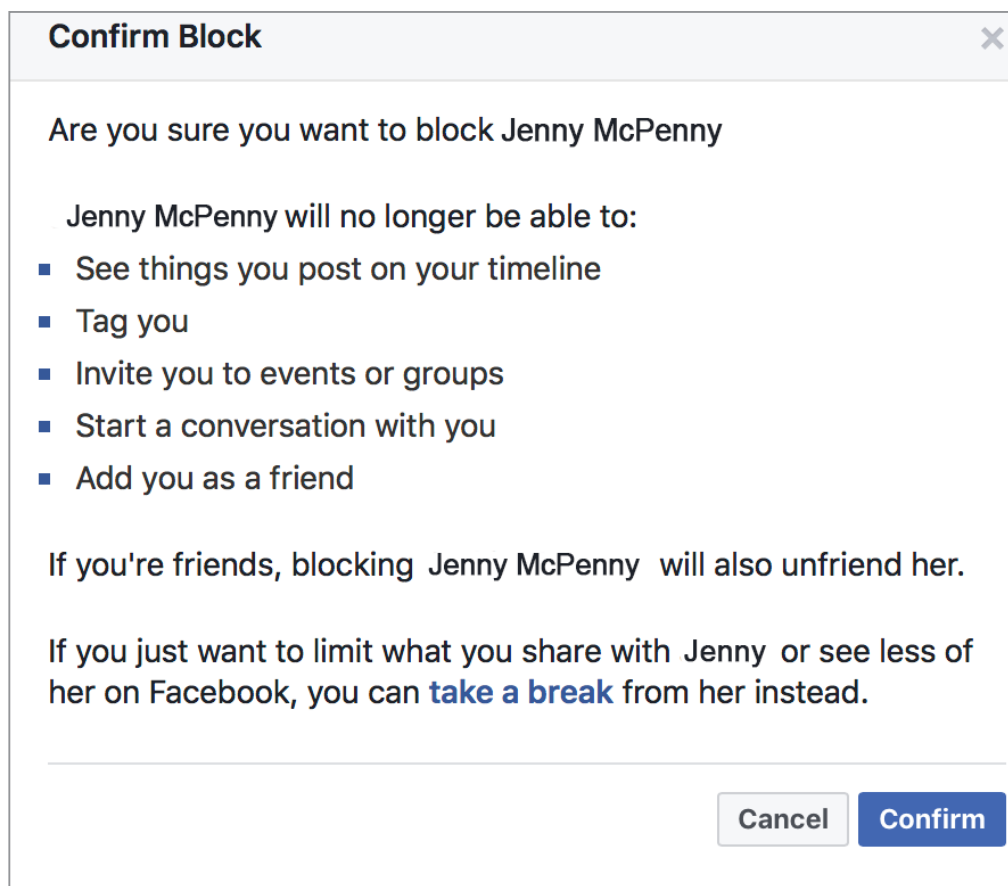 Confirm Block
Are you sure you want to block Jenny McPenny
Jenny McPenny will no longer be able to:
See things you post on your timeline
Tag you
Invite you to events or groups
Start a conversation with you
Add you as a friend
If you're friends, blocking Jenny McPenny will also unfriend her.
If you just want to limit what you share with Jenny or see less of
her on Facebook, you can take a break from her instead.
Cancel Confirm